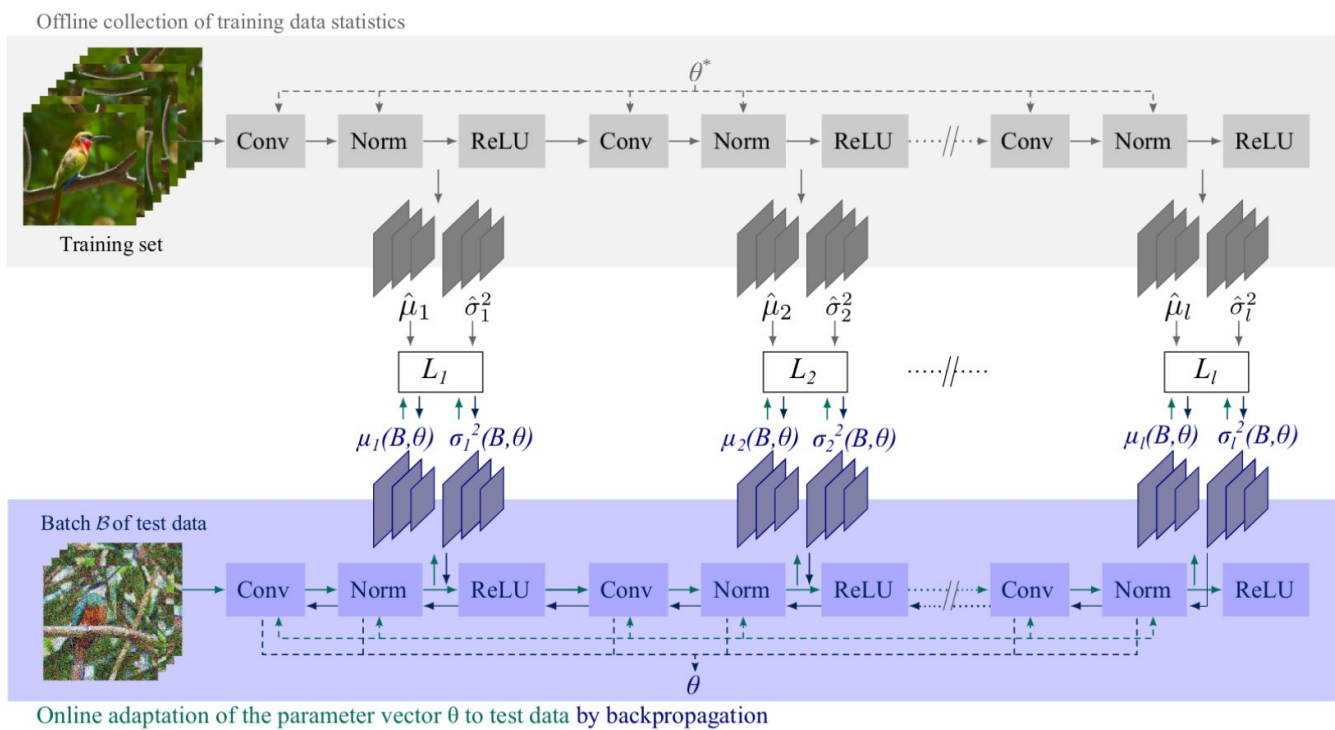 Offline collection of training data statistics
θ*
Conv Norm ReLU Conv Norm ReLU Conv Norm ReLU
Training set
μ̂₁ σ̂₁² μ̂₂ σ̂₂² μ̂ₗ σ̂ₗ²
L₁ L₂ Lₗ
μ₁(B,θ) σ₁²(B,θ) μ₂(B,θ) σ₂²(B,θ) μₗ(B,θ) σₗ²(B,θ)
Batch ℬ of test data
Conv Norm ReLU Conv Norm ReLU Conv Norm ReLU
θ
Online adaptation of the parameter vector θ to test data by backpropagation